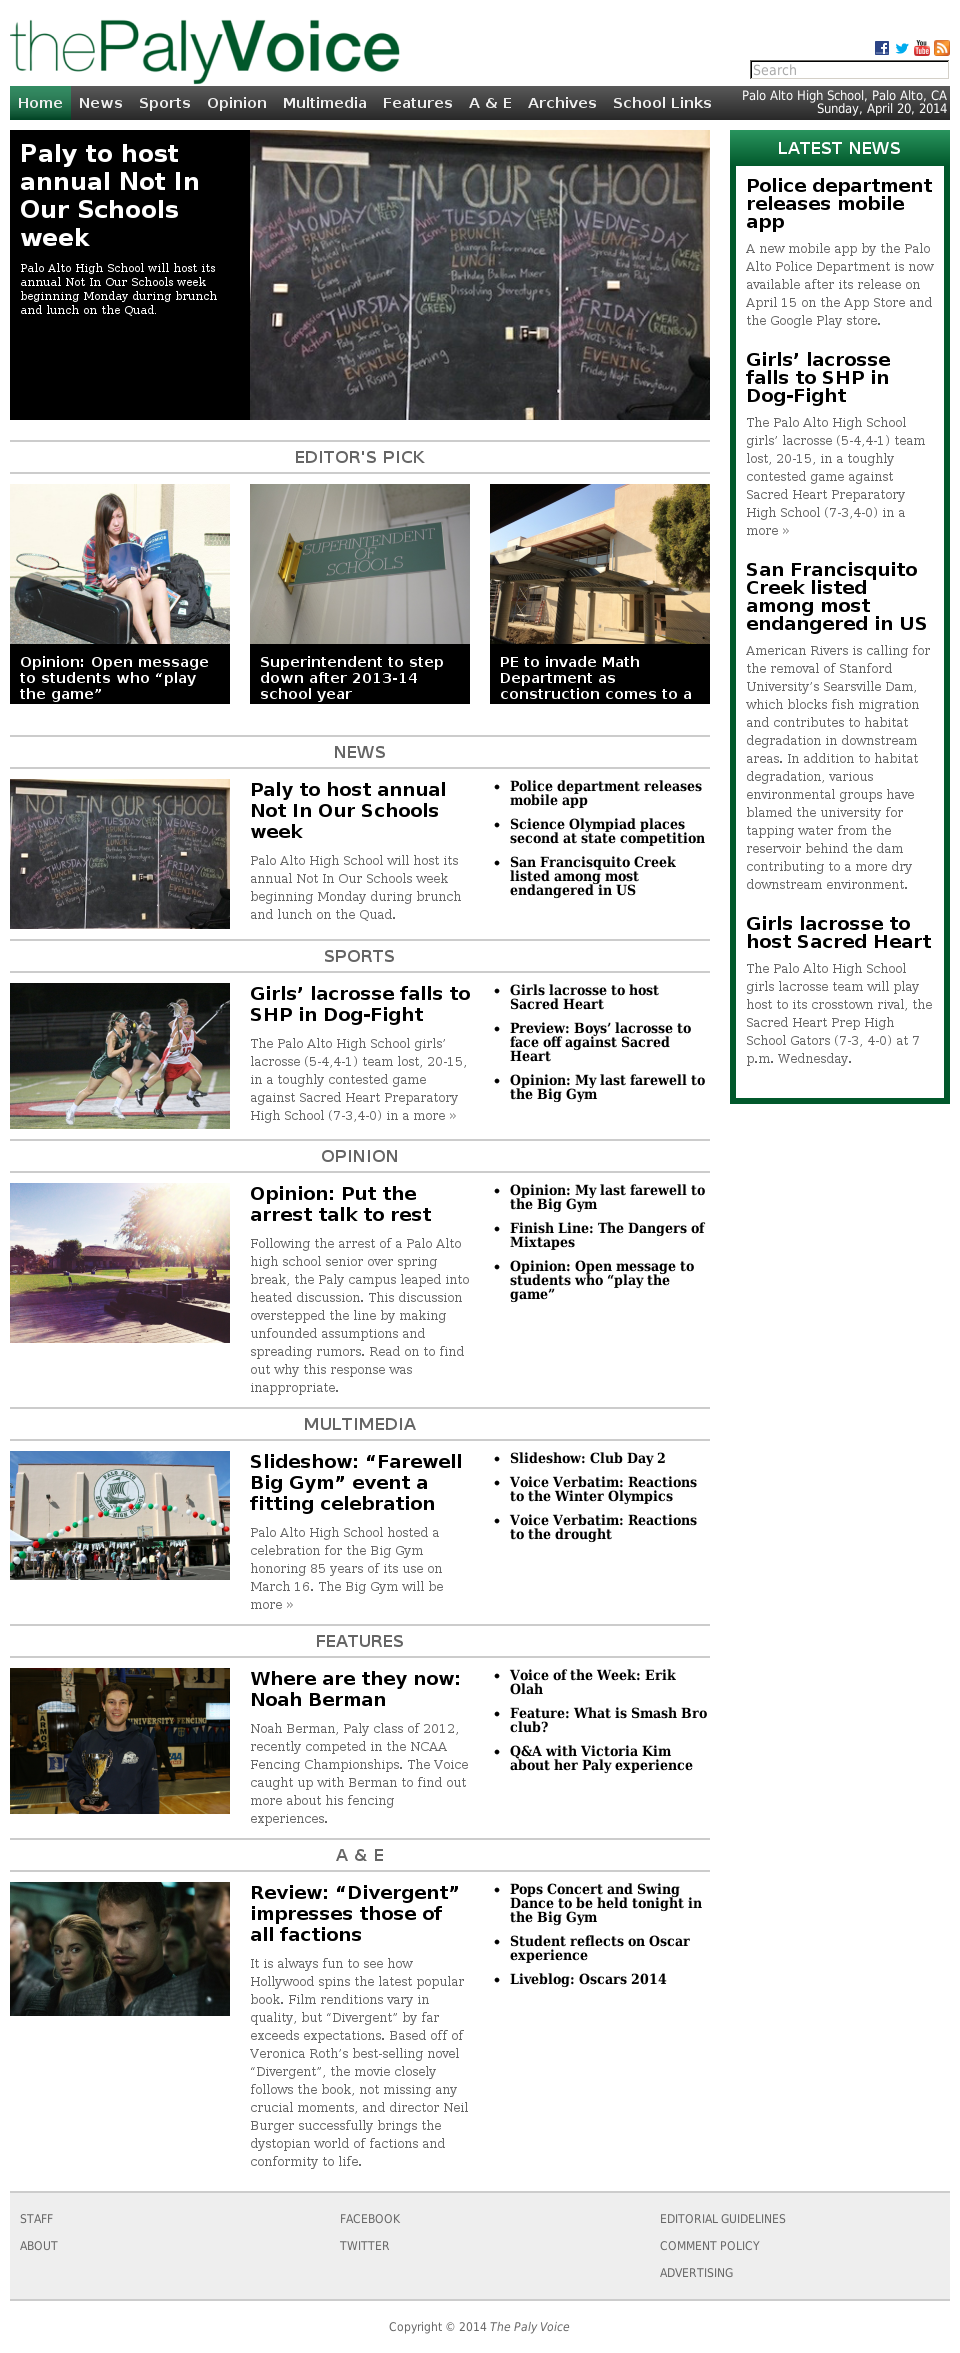 thePalyVoice
Search
Home News Sports Opinion Multimedia Features A & E Archives School Links
Palo Alto High School, Palo Alto, CA
Sunday, April 20, 2014
Paly to host
annual Not In
Our Schools
week
Palo Alto High School will host its
annual Not In Our Schools week
beginning Monday during brunch
and lunch on the Quad.
NOT IN OUR SCHOOL
MONDAY (WEAR RED)
BRUNCH:
LUNCH:
TUESDAY (WEAR TEAL)
BRUNCH:
Bhangra Performance
LUNCH:
Birthday Balloon Mixer
Dissolving Stereotypes
WEDNESDAY
BRUNCH:
LUNCH:
THURSDAY (WEAR GREEN)
LUNCH:
My vision for Paly
EVENING:
Girl Rising Screening
FRIDAY (WEAR RAINBOW)
LUNCH:
NOIS T-Shirt Tie-Dye
EVENING:
Friday Night Everytown
EDITOR'S PICK
SUPERINTENDENT
OF
SCHOOLS
Opinion: Open message
to students who “play
the game”
Superintendent to step
down after 2013-14
school year
PE to invade Math
Department as
construction comes to a
NEWS
NOT IN OUR SCHOOL
Paly to host annual
Not In Our Schools
week
Palo Alto High School will host its
annual Not In Our Schools week
beginning Monday during brunch
and lunch on the Quad.
• Police department releases
mobile app
• Science Olympiad places
second at state competition
• San Francisquito Creek
listed among most
endangered in US
SPORTS
Girls’ lacrosse falls to
SHP in Dog-Fight
The Palo Alto High School girls’
lacrosse (5-4,4-1) team lost, 20-15,
in a toughly contested game
against Sacred Heart Preparatory
High School (7-3,4-0) in a more »
• Girls lacrosse to host
Sacred Heart
• Preview: Boys’ lacrosse to
face off against Sacred
Heart
• Opinion: My last farewell to
the Big Gym
OPINION
Opinion: Put the
arrest talk to rest
Following the arrest of a Palo Alto
high school senior over spring
break, the Paly campus leaped into
heated discussion. This discussion
overstepped the line by making
unfounded assumptions and
spreading rumors. Read on to find
out why this response was
inappropriate.
• Opinion: My last farewell to
the Big Gym
• Finish Line: The Dangers of
Mixtapes
• Opinion: Open message to
students who “play the
game”
MULTIMEDIA
PALO ALTO
SENIOR HIGH SCHOOL
Slideshow: “Farewell
Big Gym” event a
fitting celebration
Palo Alto High School hosted a
celebration for the Big Gym
honoring 85 years of its use on
March 16. The Big Gym will be
more »
• Slideshow: Club Day 2
• Voice Verbatim: Reactions
to the Winter Olympics
• Voice Verbatim: Reactions
to the drought
FEATURES
UNIVERSITY FENCING
Where are they now:
Noah Berman
Noah Berman, Paly class of 2012,
recently competed in the NCAA
Fencing Championships. The Voice
caught up with Berman to find out
more about his fencing
experiences.
• Voice of the Week: Erik
Olah
• Feature: What is Smash Bro
club?
• Q&A with Victoria Kim
about her Paly experience
A & E
Review: “Divergent”
impresses those of
all factions
It is always fun to see how
Hollywood spins the latest popular
book. Film renditions vary in
quality, but “Divergent” by far
exceeds expectations. Based off of
Veronica Roth’s best-selling novel
“Divergent”, the movie closely
follows the book, not missing any
crucial moments, and director Neil
Burger successfully brings the
dystopian world of factions and
conformity to life.
• Pops Concert and Swing
Dance to be held tonight in
the Big Gym
• Student reflects on Oscar
experience
• Liveblog: Oscars 2014
LATEST NEWS
Police department
releases mobile
app
A new mobile app by the Palo
Alto Police Department is now
available after its release on
April 15 on the App Store and
the Google Play store.
Girls’ lacrosse
falls to SHP in
Dog-Fight
The Palo Alto High School
girls’ lacrosse (5-4,4-1) team
lost, 20-15, in a toughly
contested game against
Sacred Heart Preparatory
High School (7-3,4-0) in a
more »
San Francisquito
Creek listed
among most
endangered in US
American Rivers is calling for
the removal of Stanford
University’s Searsville Dam,
which blocks fish migration
and contributes to habitat
degradation in downstream
areas. In addition to habitat
degradation, various
environmental groups have
blamed the university for
tapping water from the
reservoir behind the dam
contributing to a more dry
downstream environment.
Girls lacrosse to
host Sacred Heart
The Palo Alto High School
girls lacrosse team will play
host to its crosstown rival, the
Sacred Heart Prep High
School Gators (7-3, 4-0) at 7
p.m. Wednesday.
STAFF
ABOUT
FACEBOOK
TWITTER
EDITORIAL GUIDELINES
COMMENT POLICY
ADVERTISING
Copyright © 2014 The Paly Voice